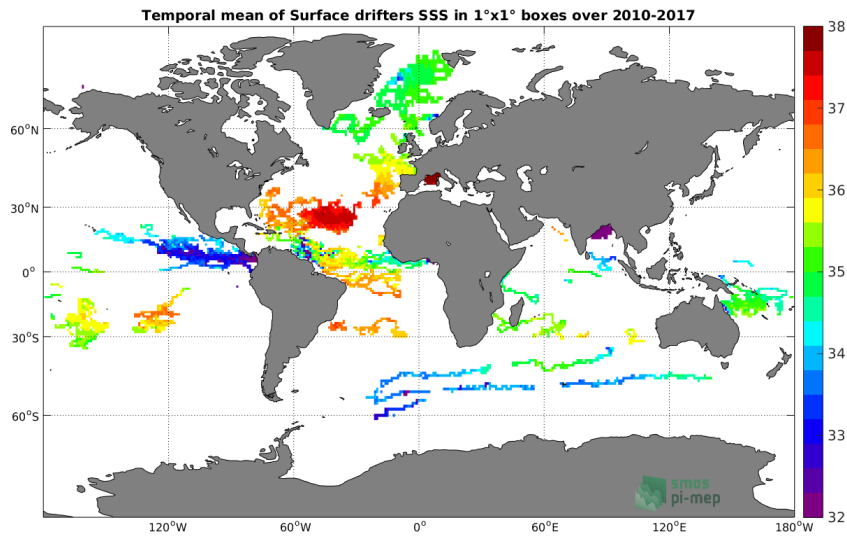 Temporal mean of Surface drifters SSS in 1°x1° boxes over 2010-2017
38
37
36
35
34
33
32
60°N
30°N
0°
30°S
60°S
120°W
60°W
0°
60°E
120°E
180°W
smos
pi-mep